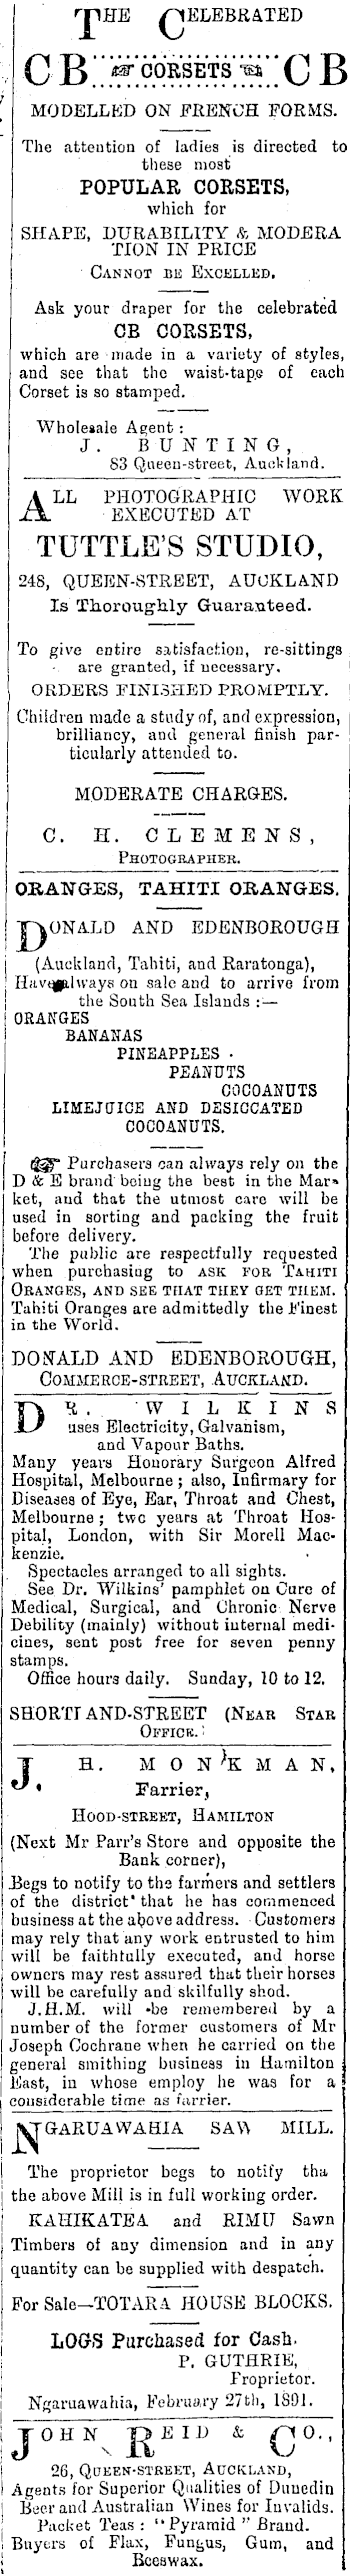 THE CELEBRATED
CB ☞ CORSETS ☜ CB
MODELLED ON FRENCH FORMS.
The attention of ladies is directed to
these most
POPULAR CORSETS,
which for
SHAPE, DURABILITY & MODERA
TION IN PRICE
CANNOT BE EXCELLED.
Ask your draper for the celebrated
CB CORSETS,
which are made in a variety of styles,
and see that the waist-tape of each
Corset is so stamped.
Wholesale Agent :
J. BUNTING,
83 Queen-street, Auckland.
ALL PHOTOGRAPHIC WORK
EXECUTED AT
TUTTLE'S STUDIO,
248, QUEEN-STREET, AUCKLAND
Is Thoroughly Guaranteed.
To give entire satisfaction, re-sittings
are granted, if necessary.
ORDERS FINISHED PROMPTLY.
Children made a study of, and expression,
brilliancy, and general finish par-
ticularly attended to.
MODERATE CHARGES.
C. H. CLEMENS,
PHOTOGRAPHER.
ORANGES, TAHITI ORANGES.
DONALD AND EDENBOROUGH
(Auckland, Tahiti, and Raratonga),
Have always on sale and to arrive from
the South Sea Islands :—
ORANGES
BANANAS
PINEAPPLES
PEANUTS
COCOANUTS
LIMEJUICE AND DESICCATED
COCOANUTS.
☞ Purchasers can always rely on the
D & E brand being the best in the Mar-
ket, and that the utmost care will be
used in sorting and packing the fruit
before delivery.
The public are respectfully requested
when purchasing to ASK FOR TAHITI
ORANGES, AND SEE THAT THEY GET THEM.
Tahiti Oranges are admittedly the Finest
in the World.
DONALD AND EDENBOROUGH,
COMMERCE-STREET, AUCKLAND.
DR. WILKINS
uses Electricity, Galvanism,
and Vapour Baths.
Many years Honorary Surgeon Alfred
Hospital, Melbourne ; also, Infirmary for
Diseases of Eye, Ear, Throat and Chest,
Melbourne ; two years at Throat Hos-
pital, London, with Sir Morell Mac-
kenzie.
Spectacles arranged to all sights.
See Dr. Wilkins' pamphlet on Cure of
Medical, Surgical, and Chronic Nerve
Debility (mainly) without internal medi-
cines, sent post free for seven penny
stamps.
Office hours daily. Sunday, 10 to 12.
SHORTLAND-STREET (NEAR STAR
OFFICE.)
J. H. MONKMAN,
Farrier,
HOOD-STREET, HAMILTON
(Next Mr Parr's Store and opposite the
Bank corner),
Begs to notify to the farmers and settlers
of the district that he has commenced
business at the above address. Customers
may rely that any work entrusted to him
will be faithfully executed, and horse
owners may rest assured that their horses
will be carefully and skilfully shod.
J.H.M. will be remembered by a
number of the former customers of Mr
Joseph Cochrane when he carried on the
general smithing business in Hamilton
East, in whose employ he was for a
considerable time as farrier.
NGARUAWAHIA SAW MILL.
The proprietor begs to notify tha
the above Mill is in full working order.
KAHIKATEA and RIMU Sawn
Timbers of any dimension and in any
quantity can be supplied with despatch.
For Sale—TOTARA HOUSE BLOCKS.
LOGS Purchased for Cash.
P. GUTHRIE,
Proprietor.
Ngaruawahia, February 27th, 1891.
JOHN REID & CO.,
26, QUEEN-STREET, AUCKLAND,
Agents for Superior Qualities of Dunedin
Beer and Australian Wines for Invalids.
Packet Teas : "Pyramid" Brand.
Buyers of Flax, Fungus, Gum, and
Beeswax.